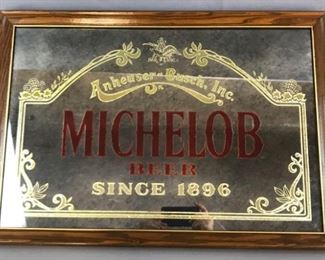 Anheuser-Busch, Inc.
MICHELOB
BEER
SINCE 1896